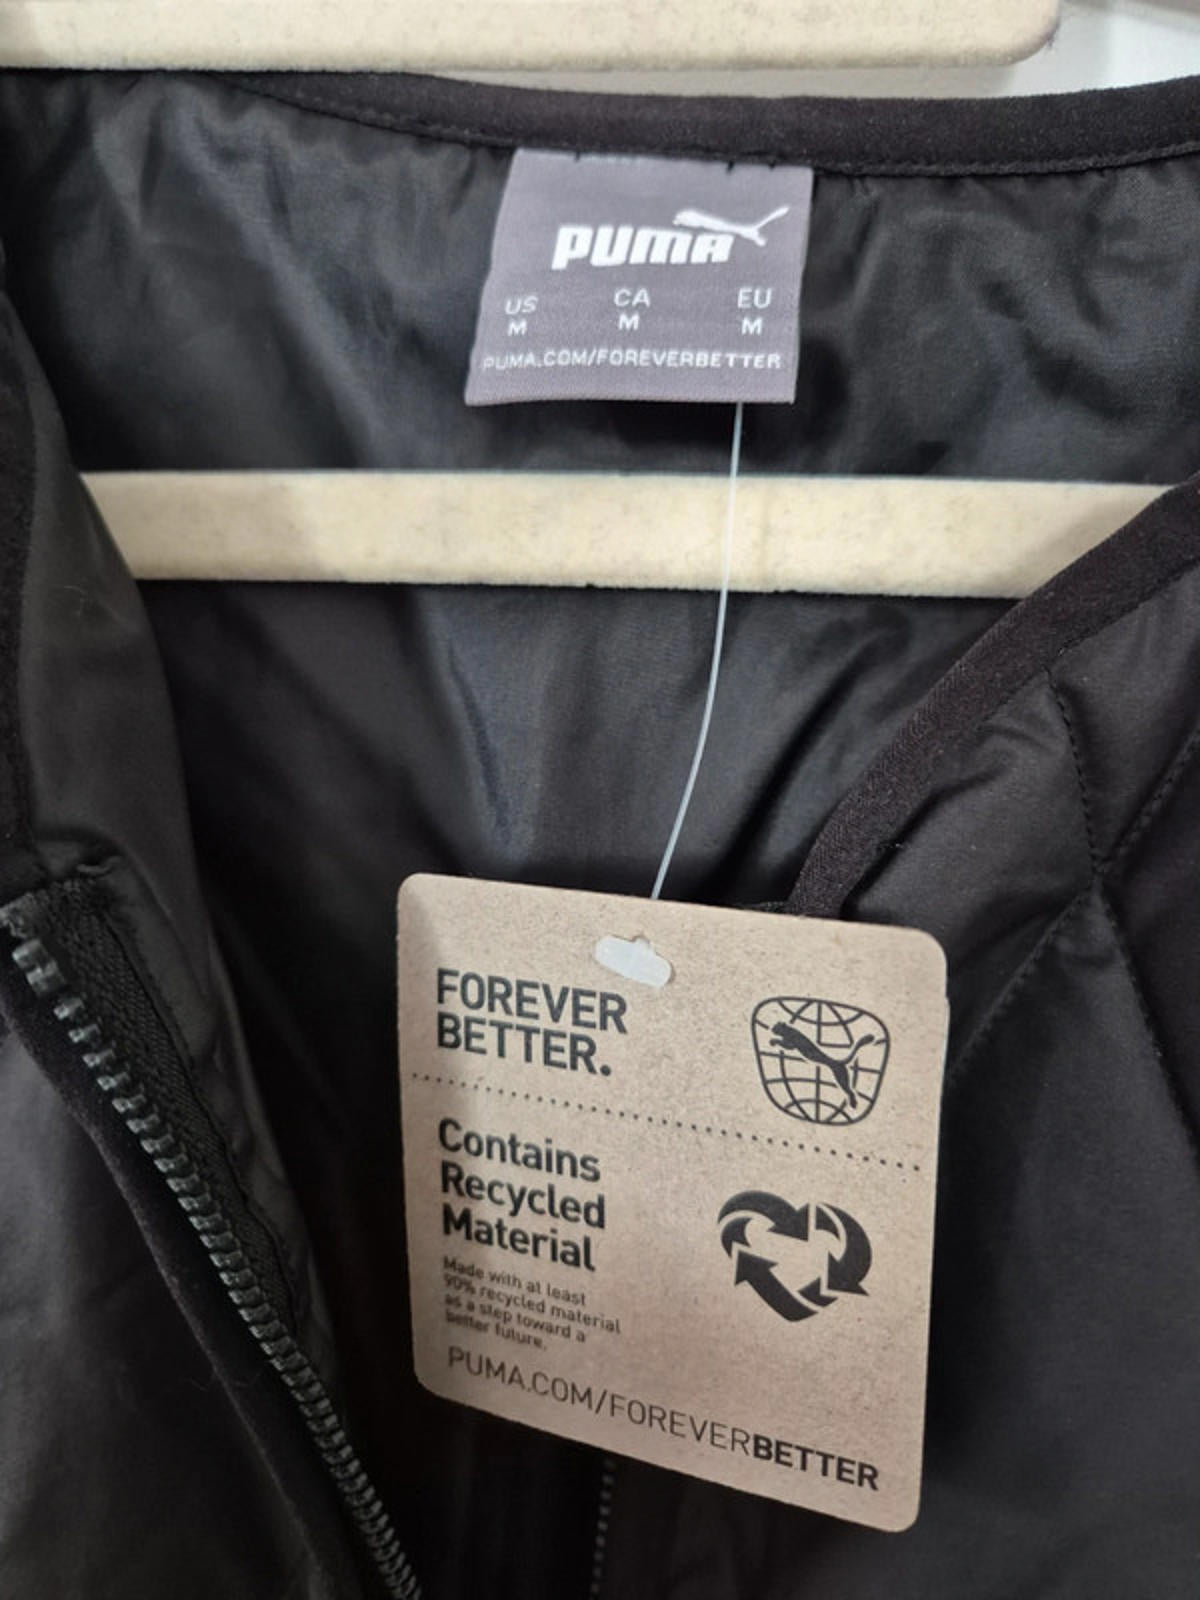 PUMA
US CA EU
M M M
PUMA.COM/FOREVERBETTER
FOREVER
BETTER.
Contains
Recycled
Material
Made with at least
90% recycled material
as a step toward a
better future.
PUMA.COM/FOREVERBETTER